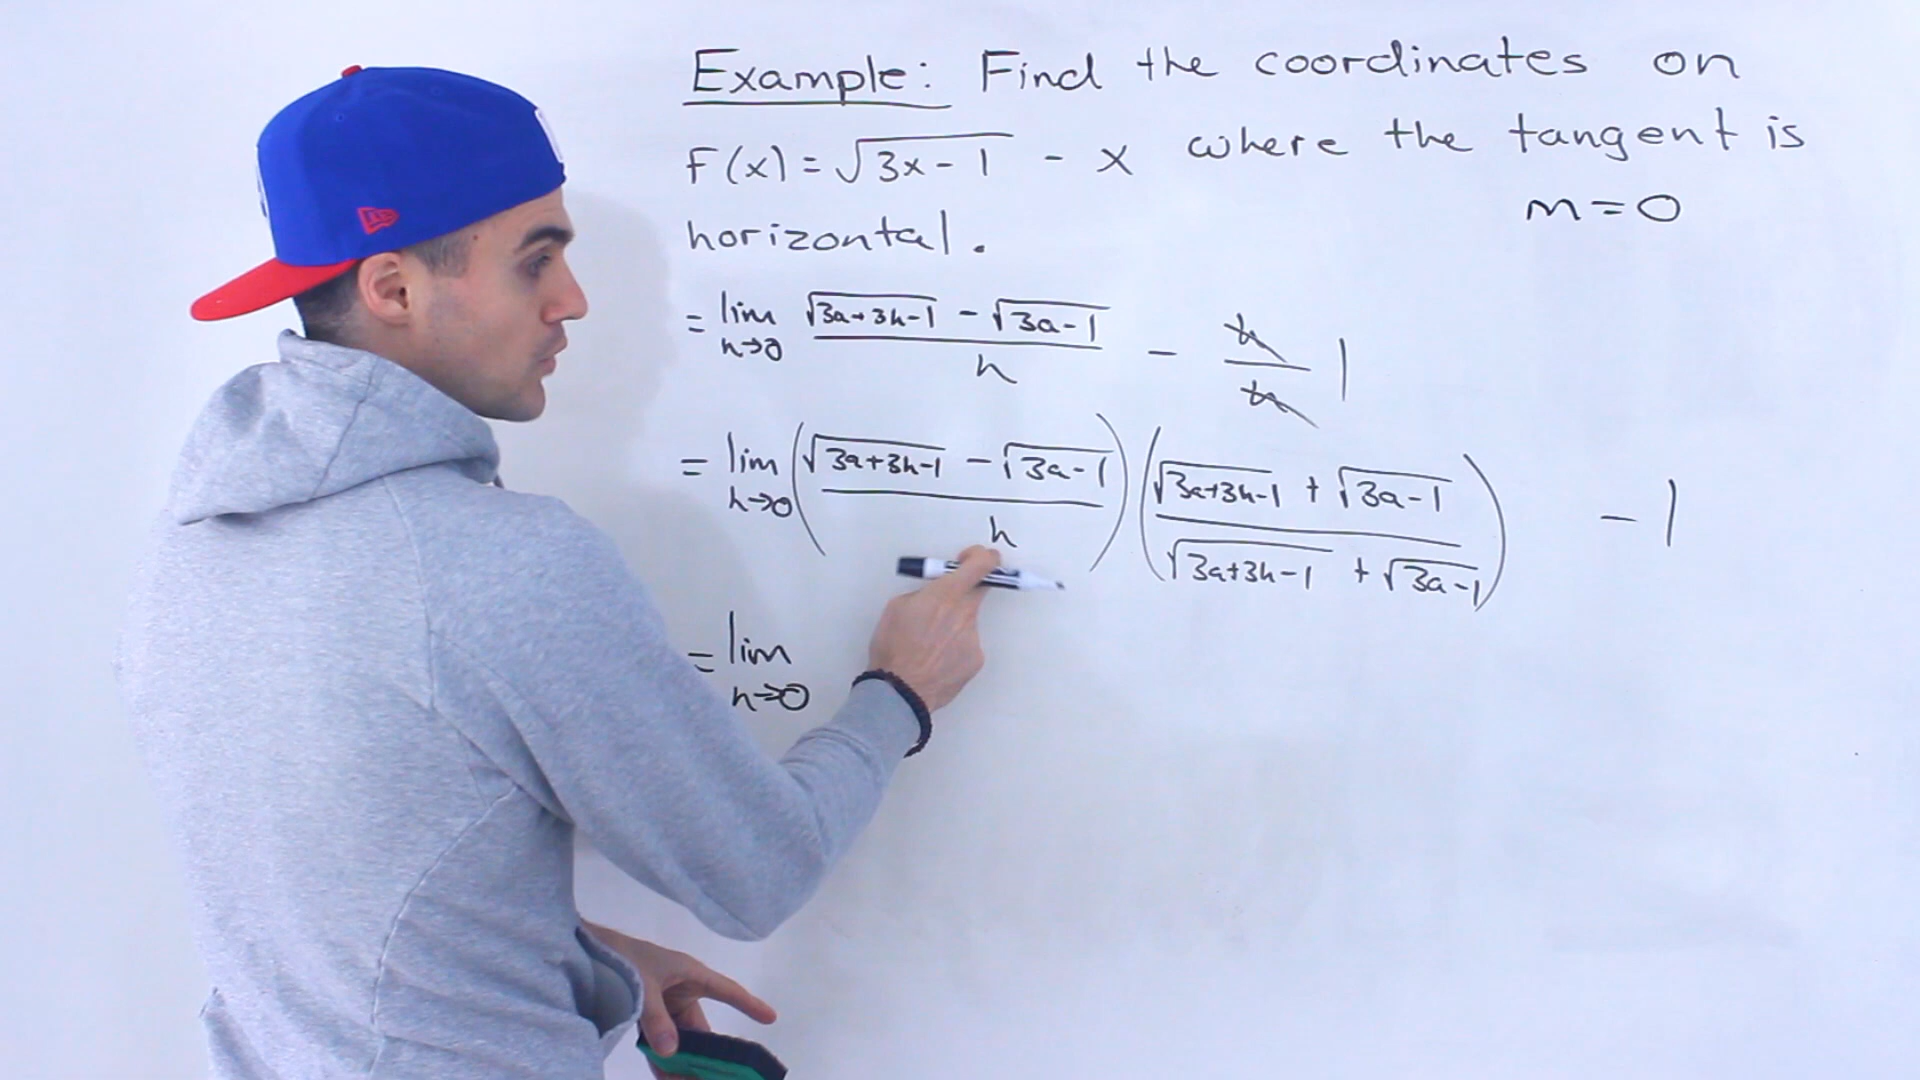 Example: Find the coordinates on
F(x) = √(3x-1) - x where the tangent is
m=0
horizontal.
= lim h→0 (√(3a+3h-1) - √(3a-1))/h - h/h 1
= lim h→0 ((√(3a+3h-1) - √(3a-1))/h) ((√(3a+3h-1) + √(3a-1))/(√(3a+3h-1) + √(3a-1))) - 1
= lim h→0